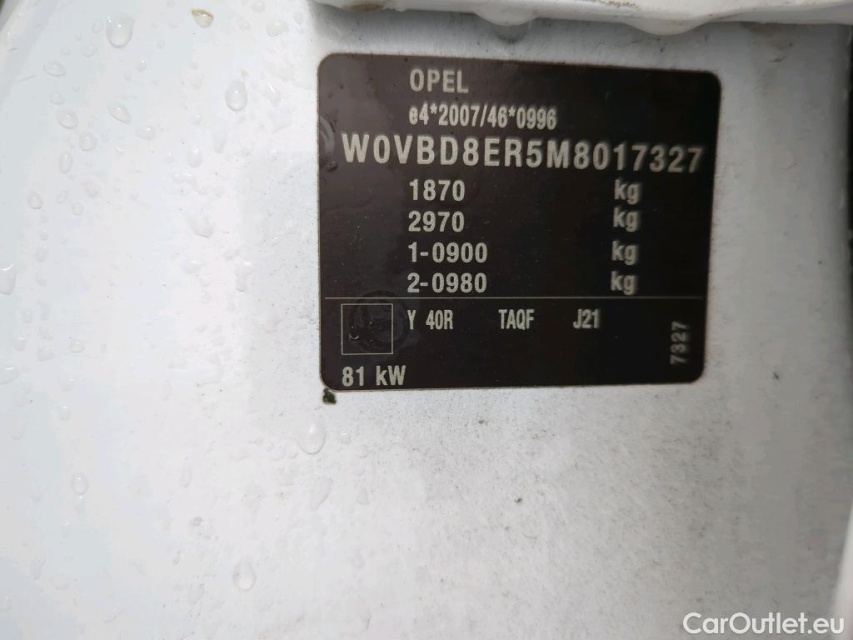 OPEL
e4*2007/46*0996
W0VBD8ER5M8017327
1870 kg
2970 kg
1-0900 kg
2-0980 kg
Y 40R TAQF J21
7327
81 kW
CarOutlet.eu